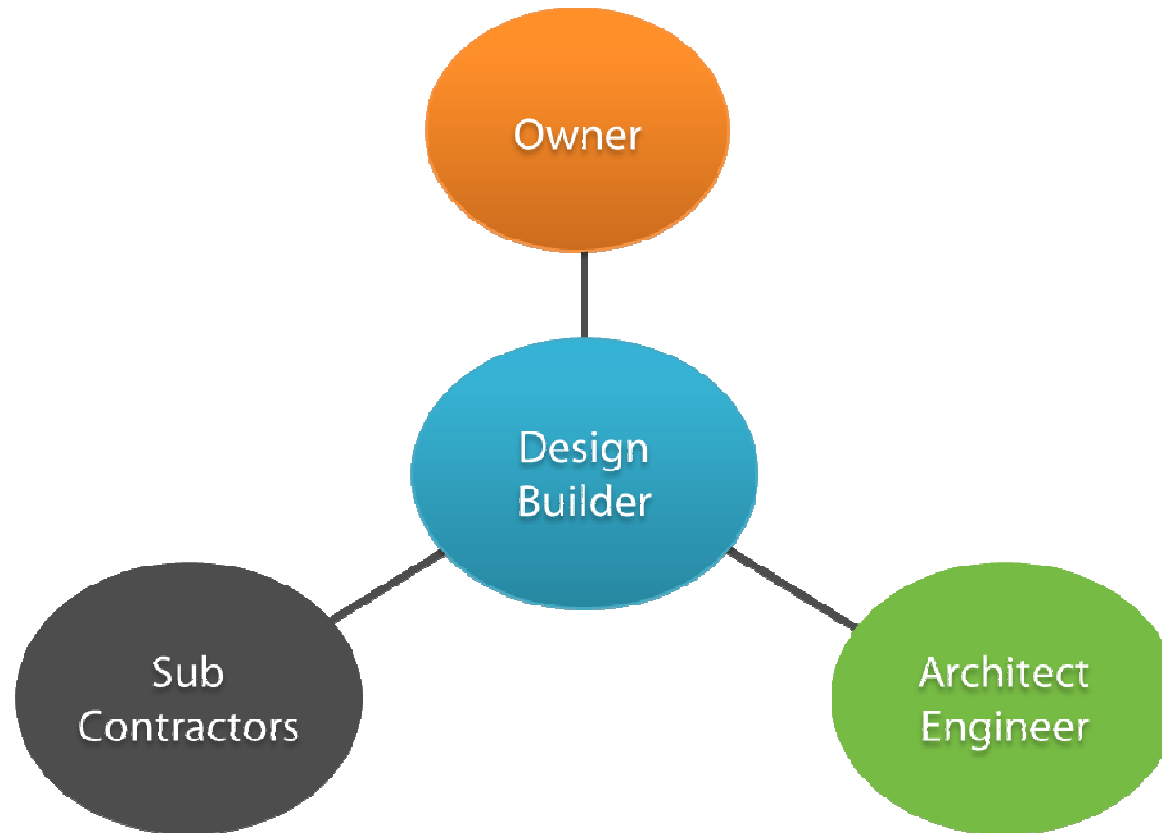 Owner
Design
Builder
Sub
Contractors
Architect
Engineer